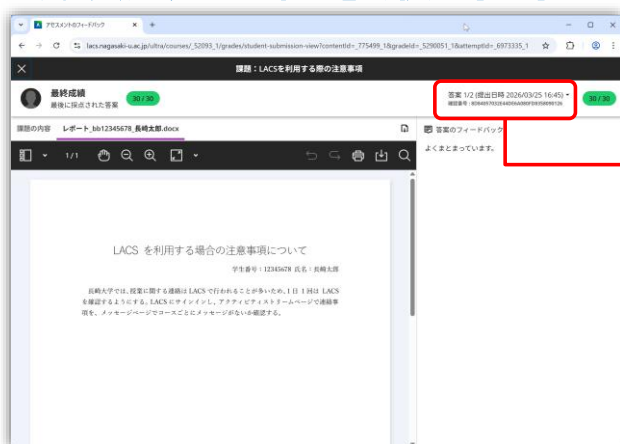 アセスメントのフィードバック
lacs.nagasaki-u.ac.jp/ultra/courses/_52093_1/grades/student-submission-view?contentId=_775499_1&gradeId=_5290051_1&attemptId=_6973335_1
課題：LACSを利用する際の注意事項
最終成績
最後に採点された答案
30 / 30
答案 1/2 (提出日時 2026/03/25 16:45)
30 / 30
課題の内容 レポート_bb12345678_長崎太郎.docx
答案のフィードバック
よくまとまっています。
1/1
LACS を利用する場合の注意事項について
学生番号：12345678 氏名：長崎太郎
長崎大学では、授業に関する連絡は LACS で行われることが多いため、1 日 1 回は LACS
を確認するようにする。LACS にサインインし、アクティビティストリームページで連絡事
項を、メッセージページでコースごとにメッセージがないか確認する。